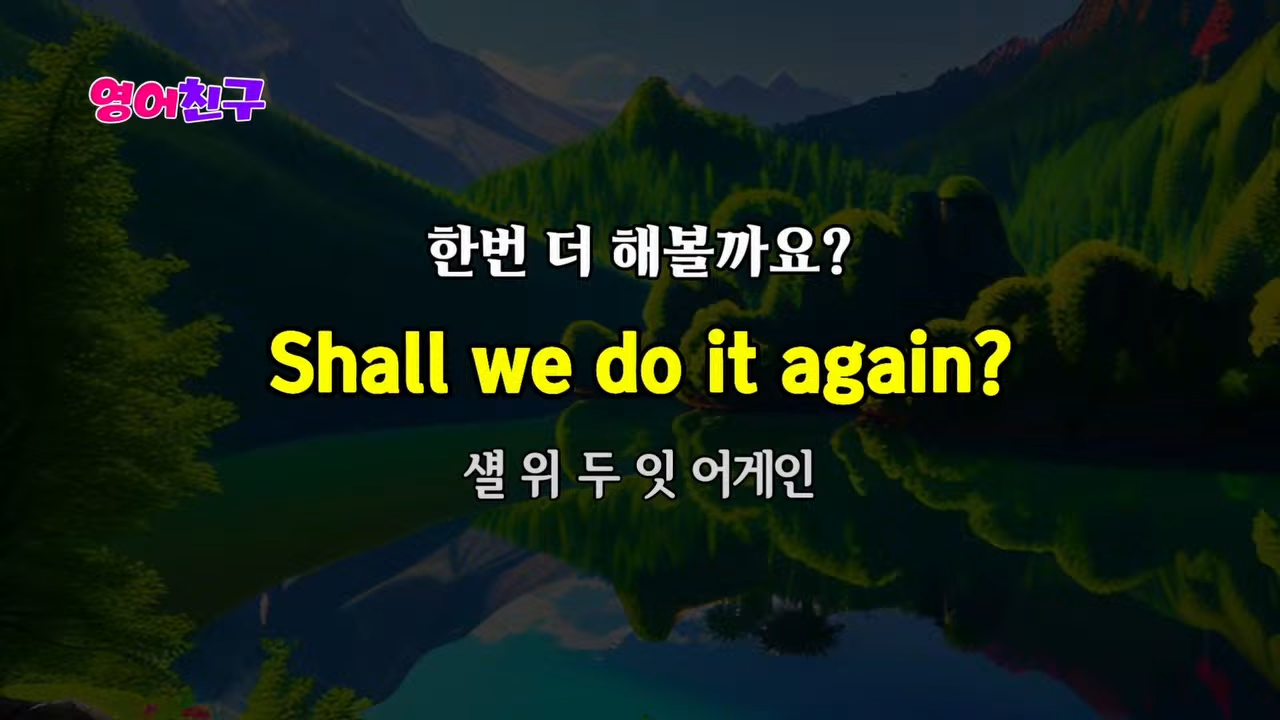 영어친구
한번 더 해볼까요?
Shall we do it again?
섈 위 두 잇 어게인